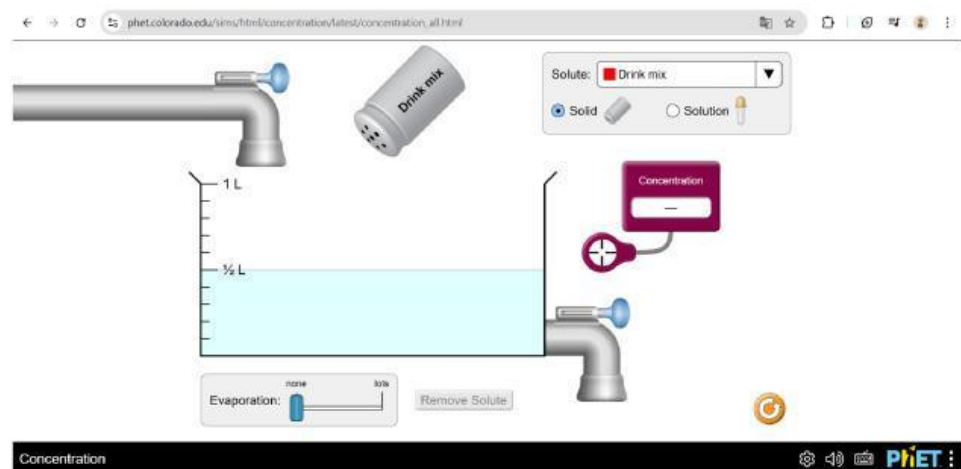 phet.colorado.edu/sims/html/concentration/latest/concentration_all.html
Drink mix
Solute: Drink mix
Solid Solution
Concentration
—
1 L
½ L
none lots
Evaporation:
Remove Solute
Concentration
PhET